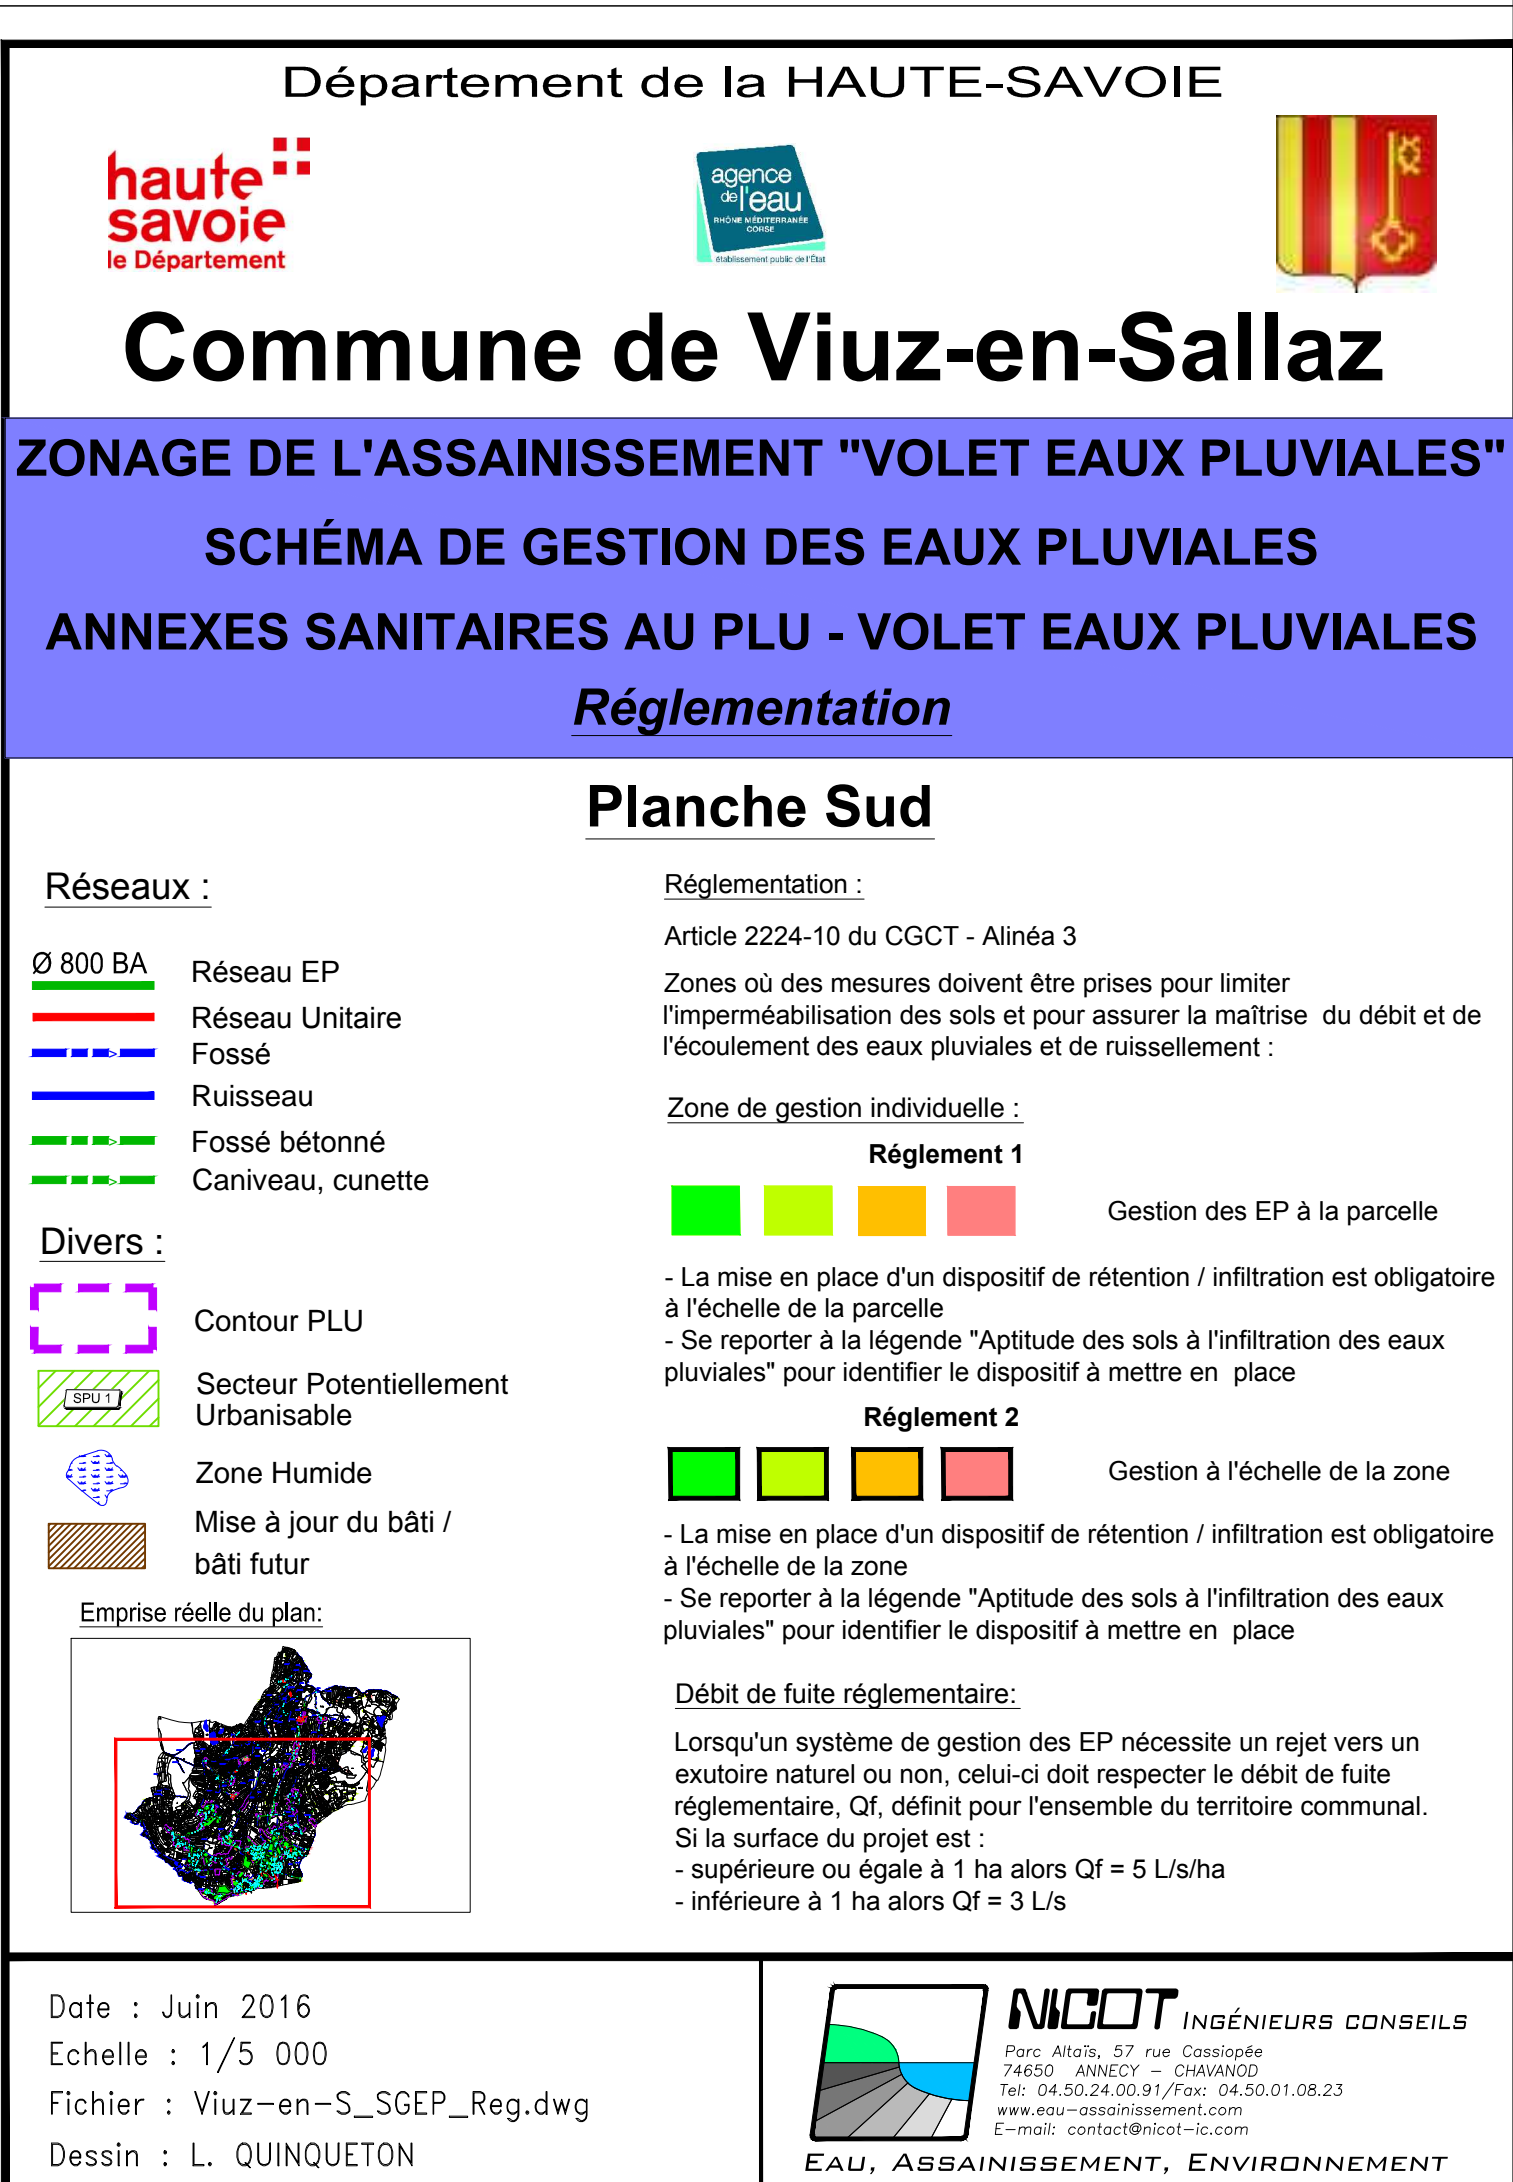 Département de la HAUTE-SAVOIE
haute
savoie
le Département
agence
de l'eau
RHÔNE MÉDITERRANÉE
CORSE
établissement public de l'État
Commune de Viuz-en-Sallaz
ZONAGE DE L'ASSAINISSEMENT "VOLET EAUX PLUVIALES"
SCHÉMA DE GESTION DES EAUX PLUVIALES
ANNEXES SANITAIRES AU PLU - VOLET EAUX PLUVIALES
Réglementation
Planche Sud
Réseaux :
Ø 800 BA
Réseau EP
Réseau Unitaire
Fossé
Ruisseau
Fossé bétonné
Caniveau, cunette
Divers :
Contour PLU
SPU 1
Secteur Potentiellement
Urbanisable
Zone Humide
Mise à jour du bâti /
bâti futur
Emprise réelle du plan:
Réglementation :
Article 2224-10 du CGCT - Alinéa 3
Zones où des mesures doivent être prises pour limiter
l'imperméabilisation des sols et pour assurer la maîtrise du débit et de
l'écoulement des eaux pluviales et de ruissellement :
Zone de gestion individuelle :
Réglement 1
Gestion des EP à la parcelle
- La mise en place d'un dispositif de rétention / infiltration est obligatoire
à l'échelle de la parcelle
- Se reporter à la légende "Aptitude des sols à l'infiltration des eaux
pluviales" pour identifier le dispositif à mettre en place
Réglement 2
Gestion à l'échelle de la zone
- La mise en place d'un dispositif de rétention / infiltration est obligatoire
à l'échelle de la zone
- Se reporter à la légende "Aptitude des sols à l'infiltration des eaux
pluviales" pour identifier le dispositif à mettre en place
Débit de fuite réglementaire:
Lorsqu'un système de gestion des EP nécessite un rejet vers un
exutoire naturel ou non, celui-ci doit respecter le débit de fuite
réglementaire, Qf, définit pour l'ensemble du territoire communal.
Si la surface du projet est :
- supérieure ou égale à 1 ha alors Qf = 5 L/s/ha
- inférieure à 1 ha alors Qf = 3 L/s
Date : Juin 2016
Echelle : 1/5 000
Fichier : Viuz-en-S_SGEP_Reg.dwg
Dessin : L. QUINQUETON
NICOT INGÉNIEURS CONSEILS
Parc Altaïs, 57 rue Cassiopée
74650 ANNECY - CHAVANOD
Tel: 04.50.24.00.91/Fax: 04.50.01.08.23
www.eau-assainissement.com
E-mail: contact@nicot-ic.com
EAU, ASSAINISSEMENT, ENVIRONNEMENT